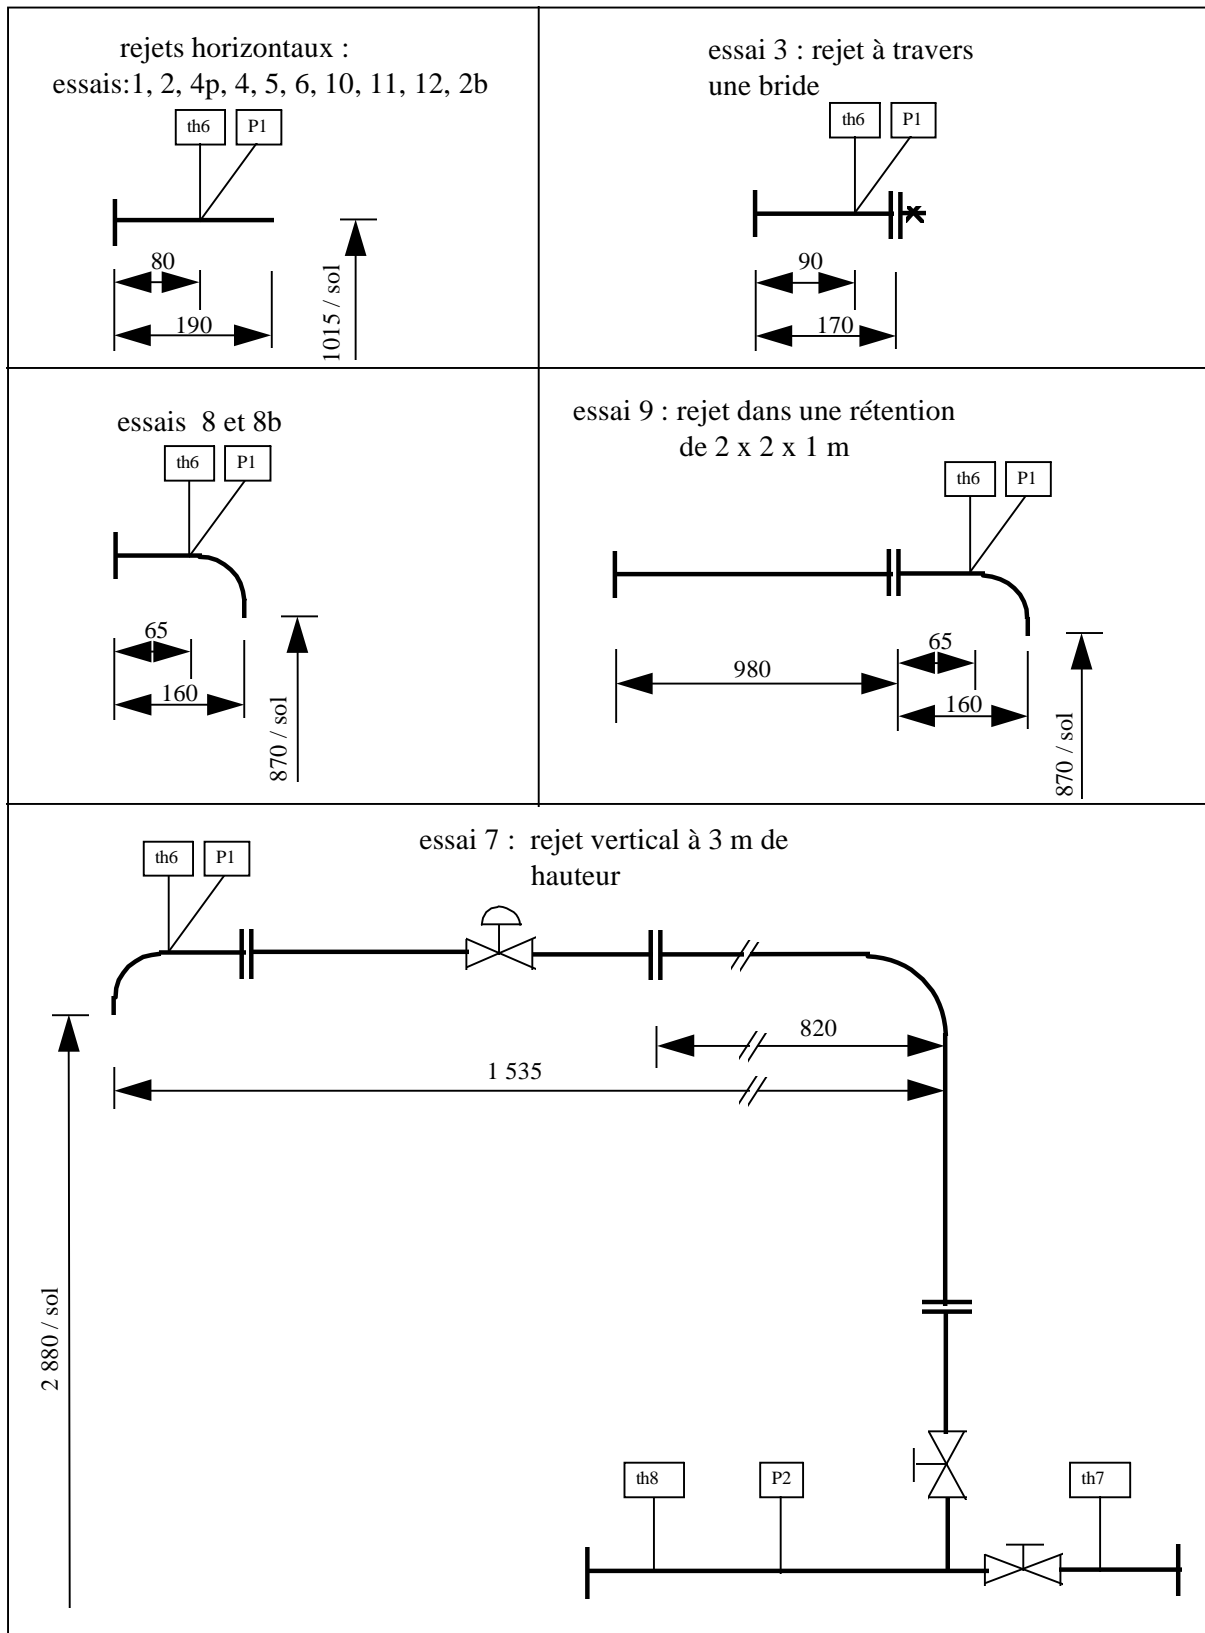 rejets horizontaux :
essais:1, 2, 4p, 4, 5, 6, 10, 11, 12, 2b
th6
P1
80
190
1015 / sol
essai 3 : rejet à travers
une bride
th6
P1
90
170
essais 8 et 8b
th6
P1
65
160
870 / sol
essai 9 : rejet dans une rétention
de 2 x 2 x 1 m
th6
P1
980
65
160
870 / sol
essai 7 : rejet vertical à 3 m de
hauteur
th6
P1
820
1 535
2 880 / sol
th8
P2
th7